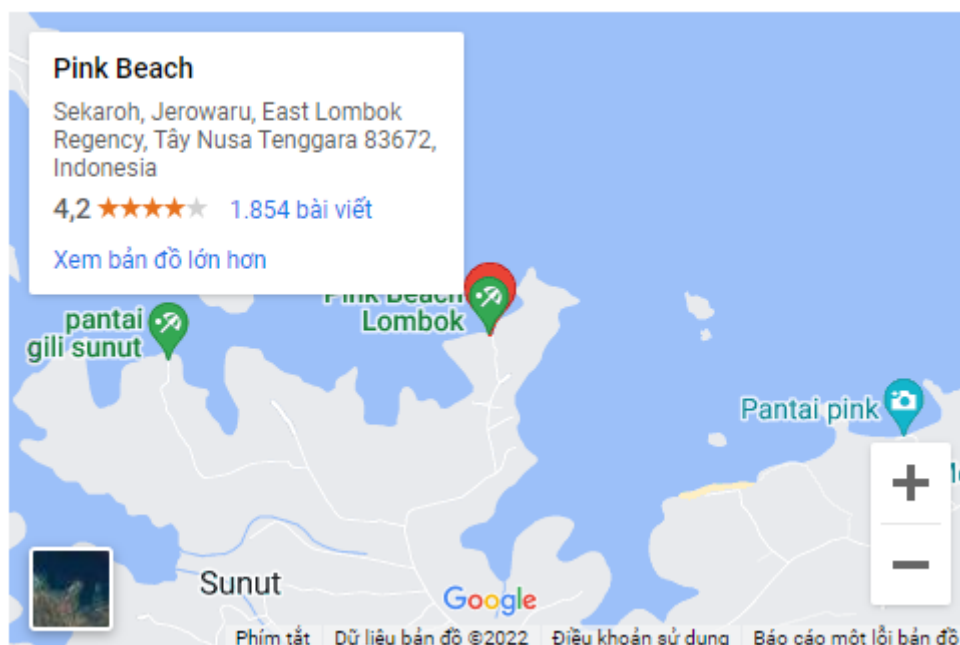 Pink Beach
Sekaroh, Jerowaru, East Lombok
Regency, Tây Nusa Tenggara 83672,
Indonesia
4,2 1.854 bài viết
Xem bản đồ lớn hơn
Pink Beach
Lombok
pantai
gili sunut
Pantai pink
Sunut
Google
Phím tắt Dữ liệu bản đồ ©2022 Điều khoản sử dụng Báo cáo một lỗi bản đồ